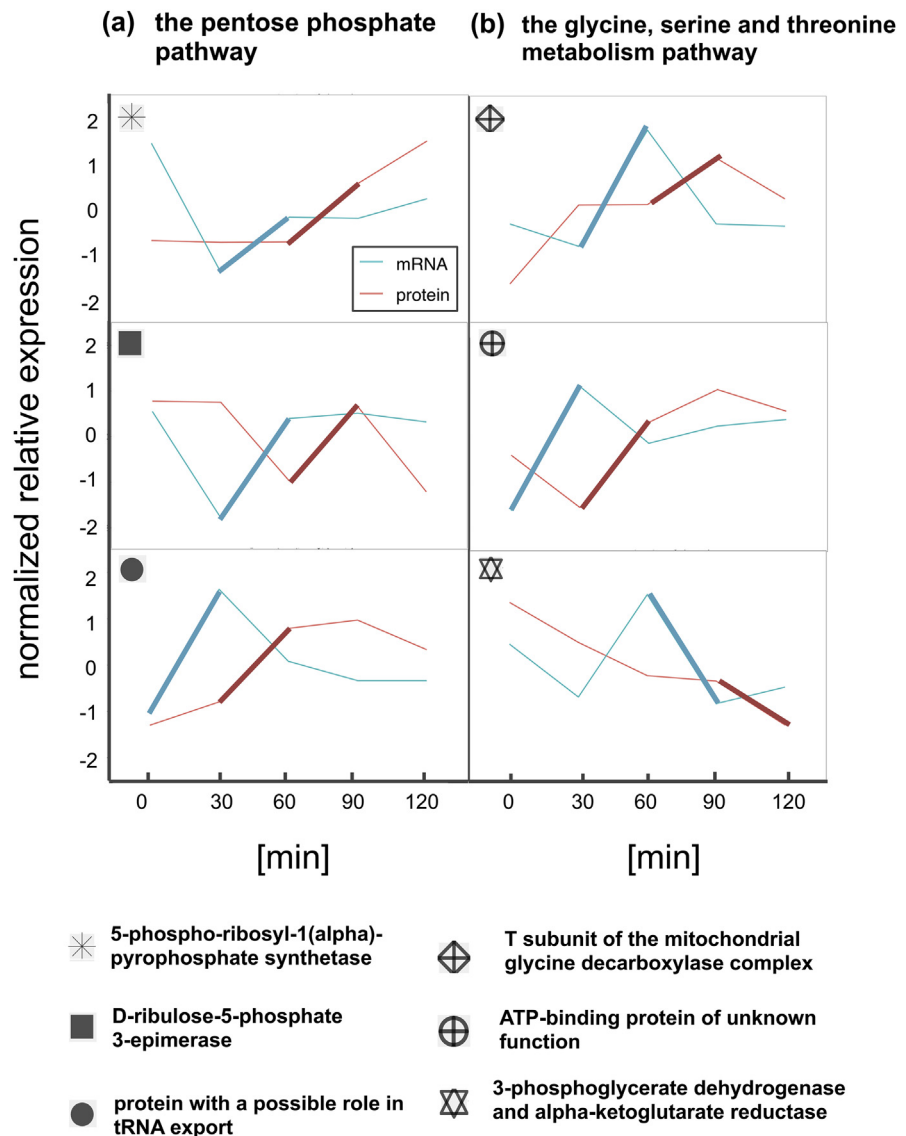 (a) the pentose phosphate
pathway
(b) the glycine, serine and threonine
metabolism pathway
normalized relative expression
2
1
0
-1
-2
mRNA
protein
2
1
0
-1
-2
2
1
0
-1
-2
0 30 60 90 120
0 30 60 90 120
[min]
[min]
5-phospho-ribosyl-1(alpha)-
pyrophosphate synthetase
D-ribulose-5-phosphate
3-epimerase
protein with a possible role in
tRNA export
T subunit of the mitochondrial
glycine decarboxylase complex
ATP-binding protein of unknown
function
3-phosphoglycerate dehydrogenase
and alpha-ketoglutarate reductase